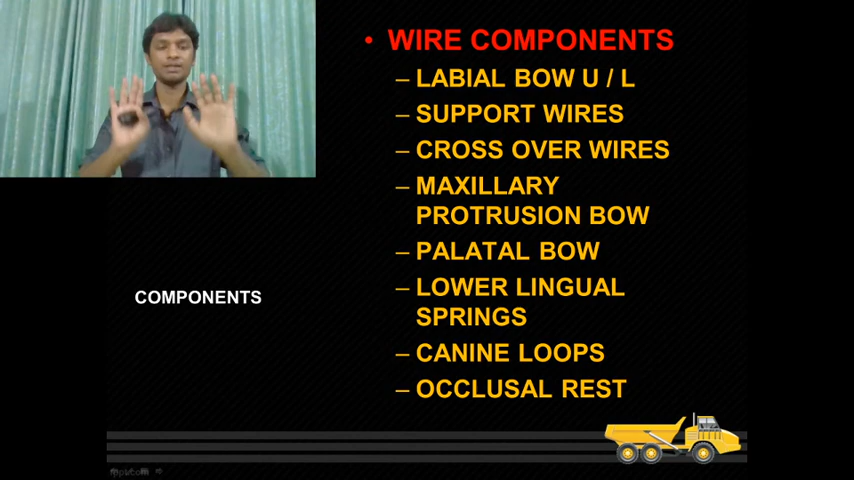 • WIRE COMPONENTS
– LABIAL BOW U / L
– SUPPORT WIRES
– CROSS OVER WIRES
– MAXILLARY
PROTRUSION BOW
– PALATAL BOW
COMPONENTS
– LOWER LINGUAL
SPRINGS
– CANINE LOOPS
– OCCLUSAL REST